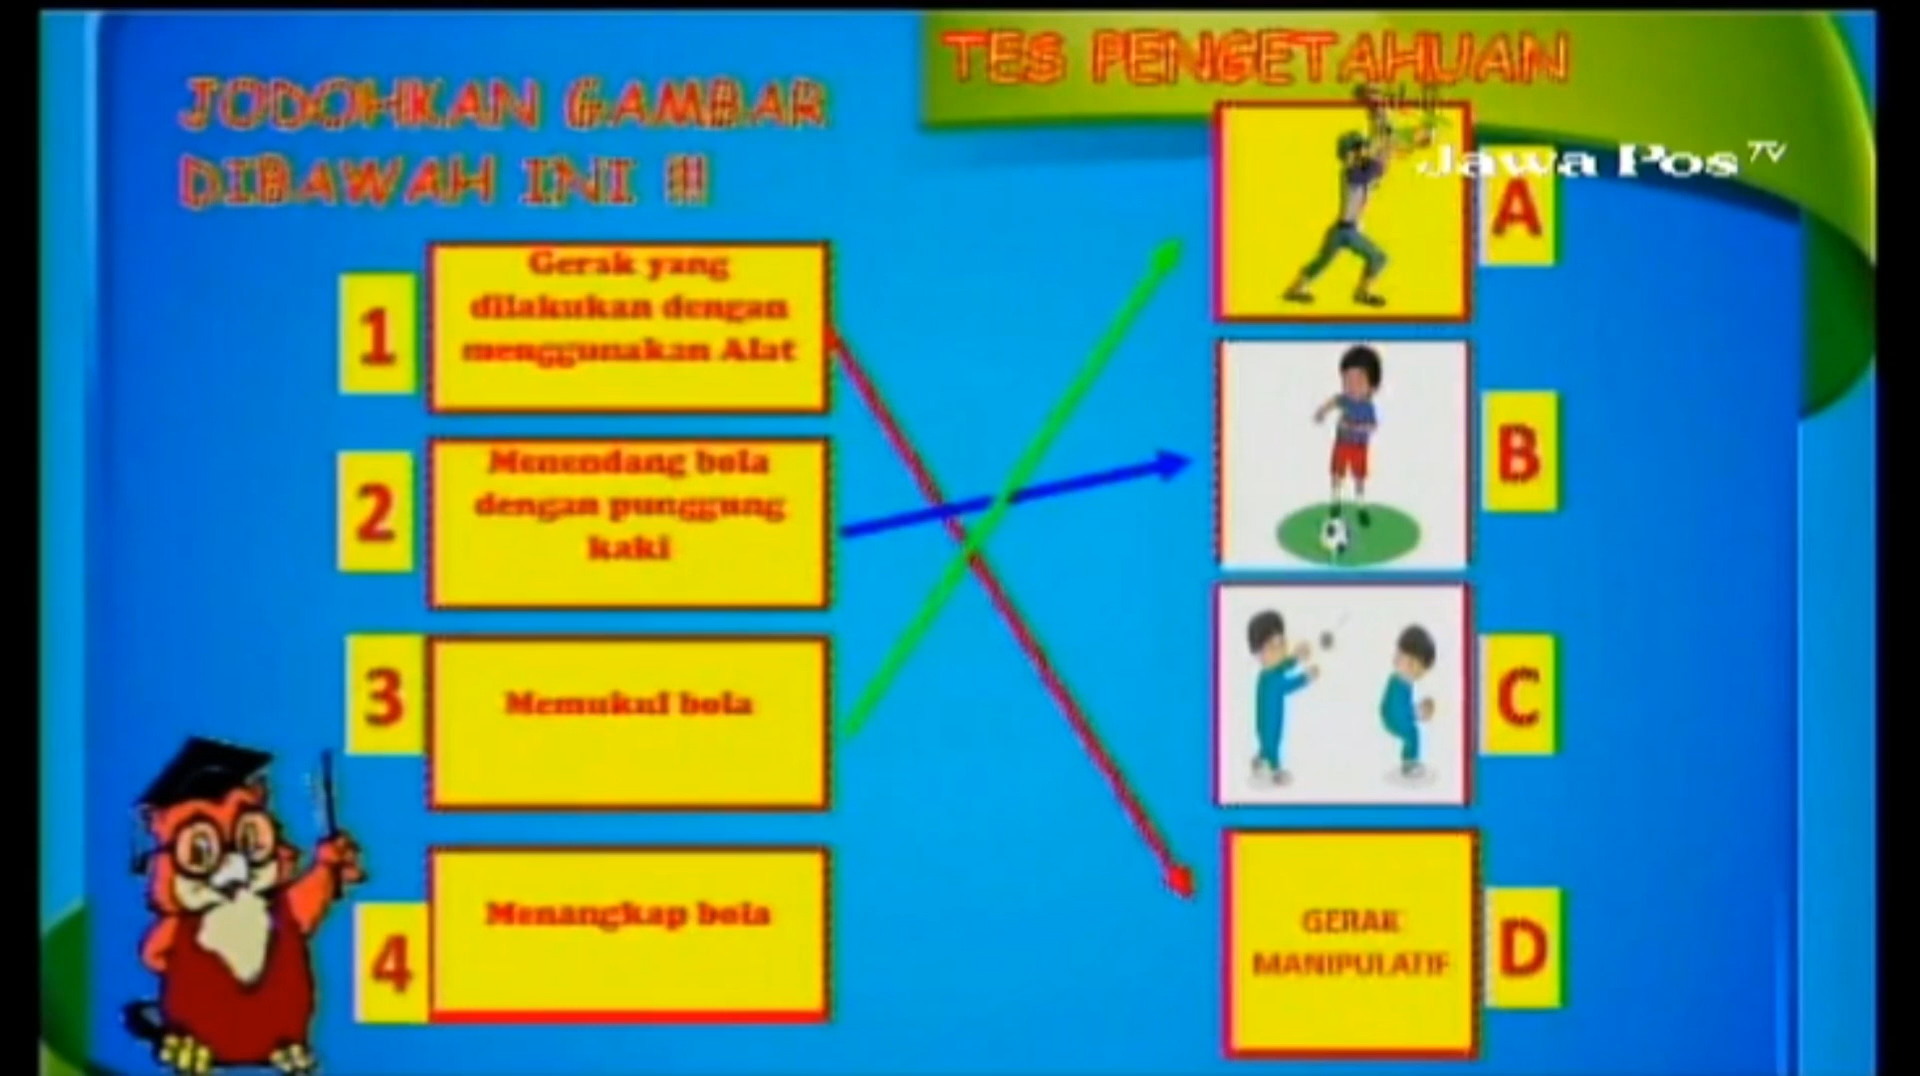 TES PENGETAHUAN
JODOHKAN GAMBAR
DIBAWAH INI !!!
Jawa Pos TV
A
1
Gerak yang
dilakukan dengan
menggunakan Alat
B
2
Menendang bola
dengan punggung
kaki
C
3
Memukul bola
4
Menangkap bola
GERAK
MANIPULATIF
D